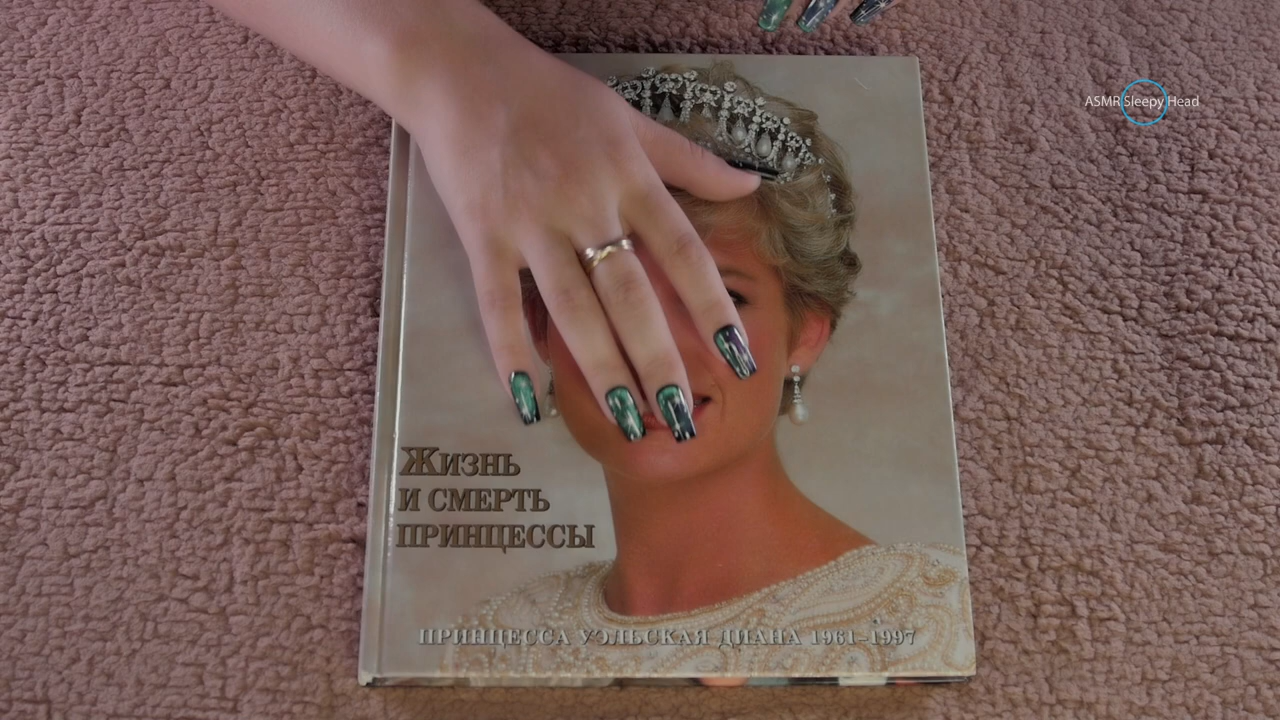 ASMR Sleepy Head
Жизнь
и смерть
принцессы
ПРИНЦЕССА УЭЛЬСКАЯ ДИАНА 1961–1997